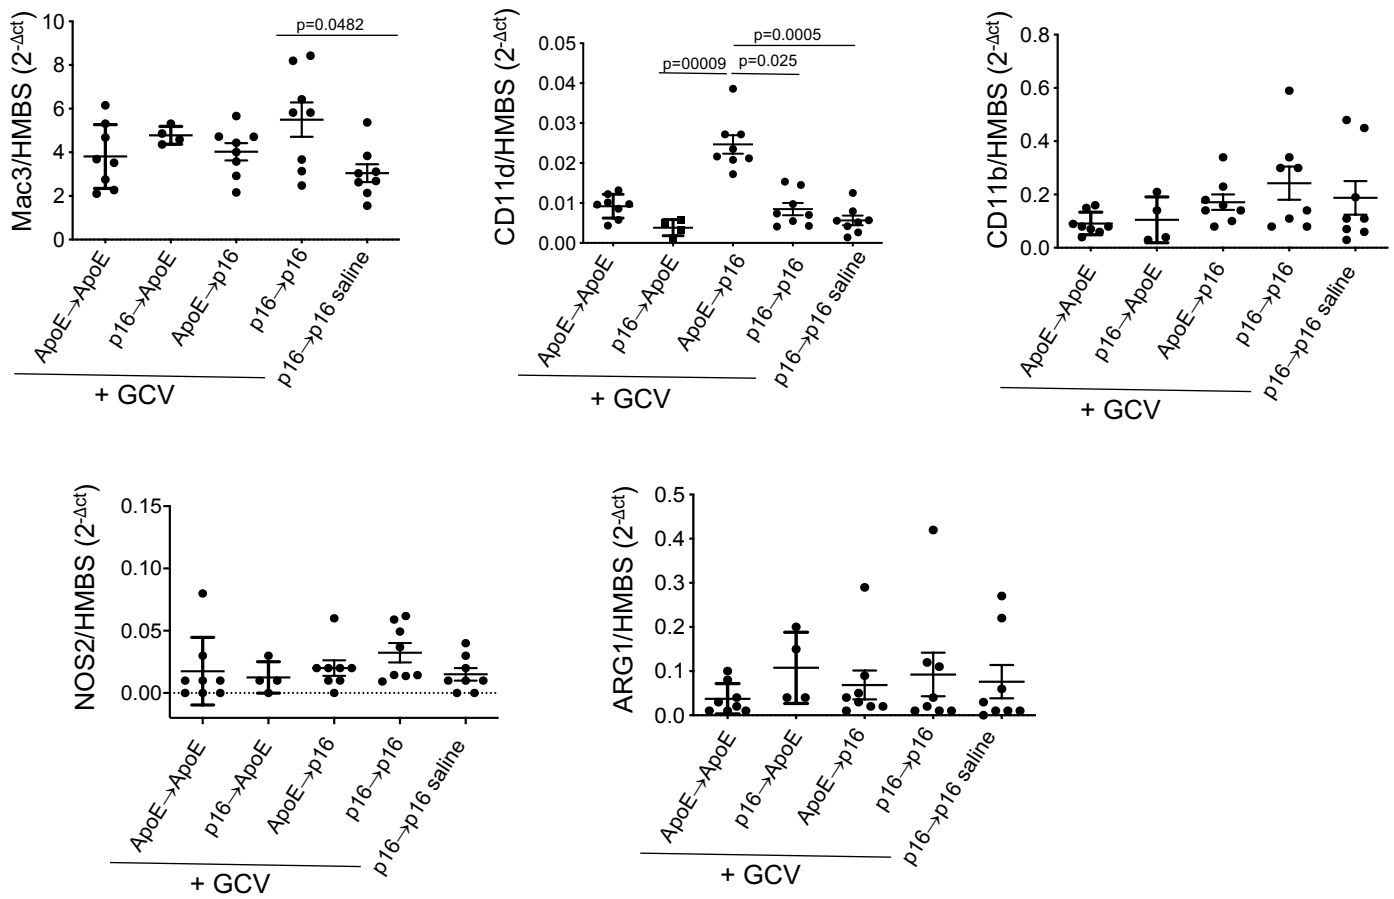 Mac3/HMBS (2-Δct)
10
8
6
4
2
0
p=0.0482
ApoE→ApoE
p16→ApoE
ApoE→p16
p16→p16
p16→p16 saline
+ GCV
CD11d/HMBS (2-Δct)
0.05
0.04
0.03
0.02
0.01
0.00
p=0.0005
p=00009
p=0.025
ApoE→ApoE
p16→ApoE
ApoE→p16
p16→p16
p16→p16 saline
+ GCV
CD11b/HMBS (2-Δct)
0.8
0.6
0.4
0.2
0.0
ApoE→ApoE
p16→ApoE
ApoE→p16
p16→p16
p16→p16 saline
+ GCV
NOS2/HMBS (2-Δct)
0.15
0.10
0.05
0.00
ApoE→ApoE
p16→ApoE
ApoE→p16
p16→p16
p16→p16 saline
+ GCV
ARG1/HMBS (2-Δct)
0.5
0.4
0.3
0.2
0.1
0.0
ApoE→ApoE
p16→ApoE
ApoE→p16
p16→p16
p16→p16 saline
+ GCV